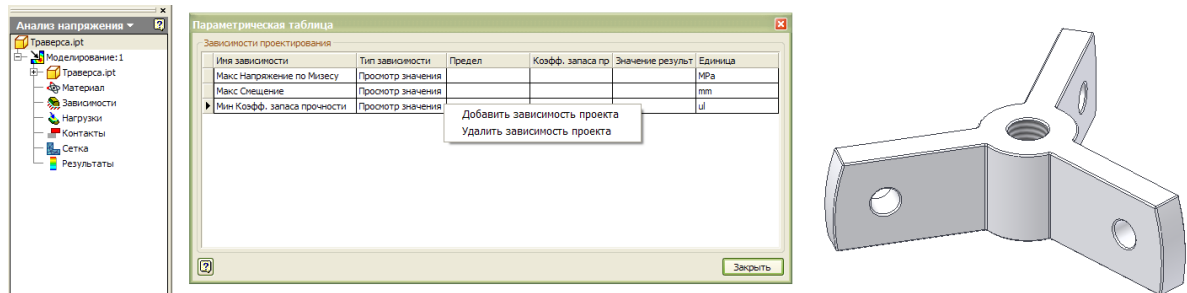 Анализ напряжения
Траверса.ipt
Моделирование:1
Траверса.ipt
Материал
Зависимости
Нагрузки
Контакты
Сетка
Результаты
Параметрическая таблица
Зависимости проектирования
Имя зависимости Тип зависимости Предел Коэфф. запаса пр Значение результ Единица
Макс Напряжение по Мизесу Просмотр значения MPa
Макс Смещение Просмотр значения mm
Мин Коэфф. запаса прочности Просмотр значения ul
Добавить зависимость проекта
Удалить зависимость проекта
Закрыть